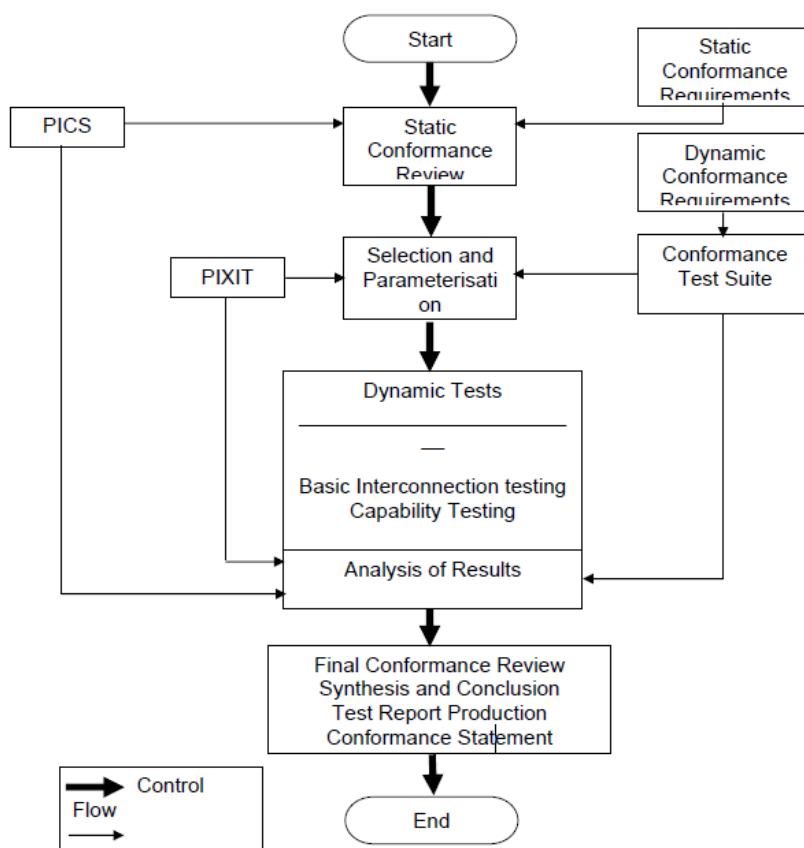 Start
Static
Conformance
Requirements
PICS
Static
Conformance
Review
Dynamic
Conformance
Requirements
PIXIT
Selection and
Parameterisati
on
Conformance
Test Suite
Dynamic Tests
Basic Interconnection testing
Capability Testing
Analysis of Results
Final Conformance Review
Synthesis and Conclusion
Test Report Production
Conformance Statement
Control
Flow
End